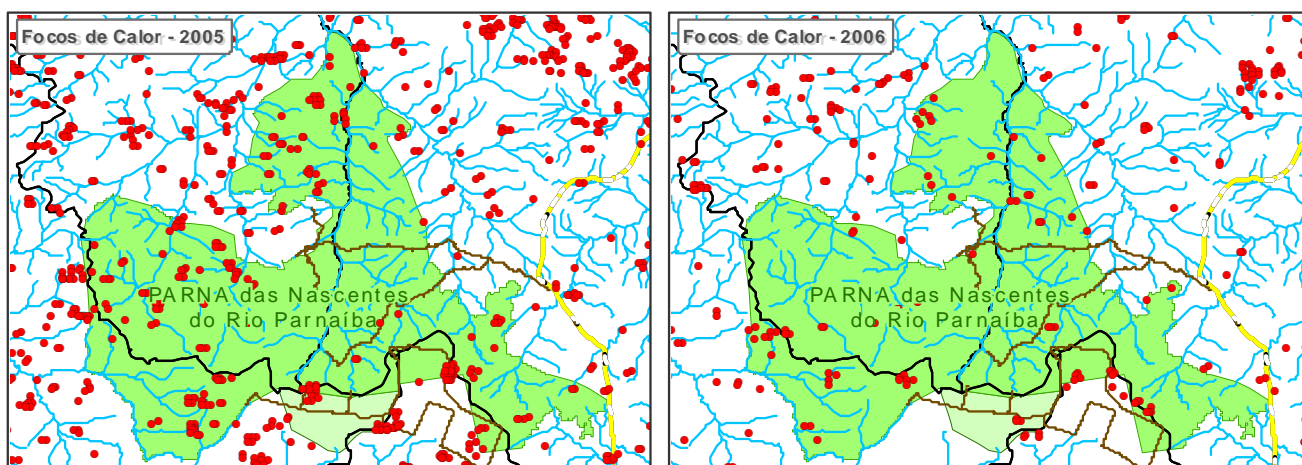 Focos de Calor - 2005
PARNA das Nascentes
do Rio Parnaíba
Focos de Calor - 2006
PARNA das Nascentes
do Rio Parnaíba